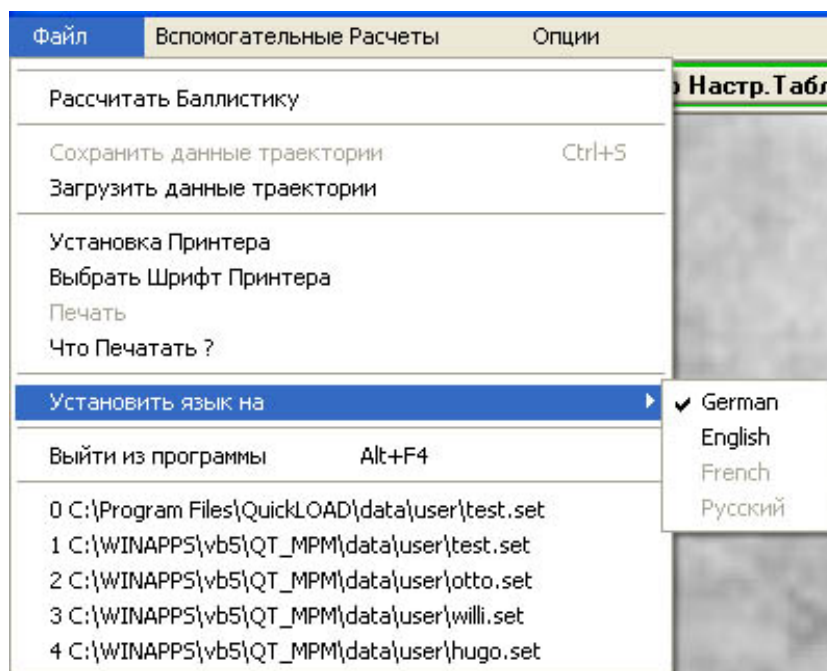 Файл Вспомогательные Расчеты Опции
Настр.Табл
Рассчитать Баллистику
Сохранить данные траектории Ctrl+S
Загрузить данные траектории
Установка Принтера
Выбрать Шрифт Принтера
Печать
Что Печатать ?
Установить язык на
German
English
French
Русский
Выйти из программы Alt+F4
0 C:\Program Files\QuickLOAD\data\user\test.set
1 C:\WINAPPS\vb5\QT_MPM\data\user\test.set
2 C:\WINAPPS\vb5\QT_MPM\data\user\otto.set
3 C:\WINAPPS\vb5\QT_MPM\data\user\willi.set
4 C:\WINAPPS\vb5\QT_MPM\data\user\hugo.set